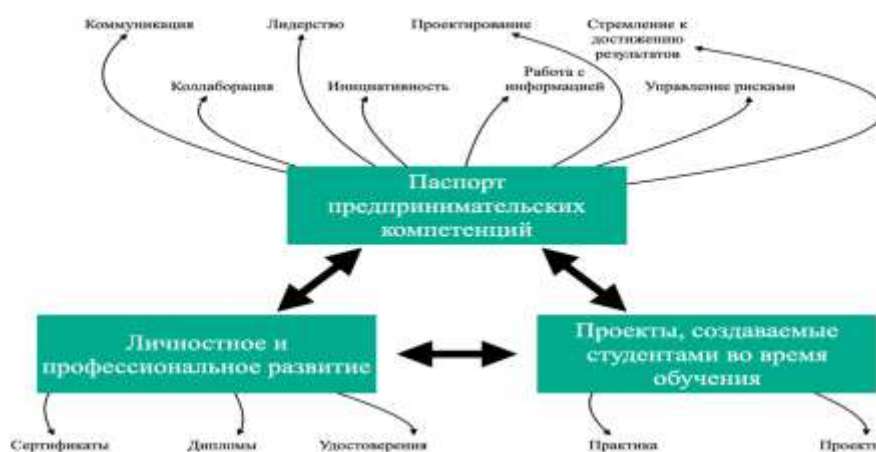 Коммуникация
Лидерство
Проектирование
Стремление к
достижению
результатов
Коллаборация
Инициативность
Работа с
информацией
Управление рисками
Паспорт
предпринимательских
компетенций
Личностное и
профессиональное развитие
Проекты, создаваемые
студентами во время
обучения
Сертификаты
Дипломы
Удостоверения
Практика
Проекты